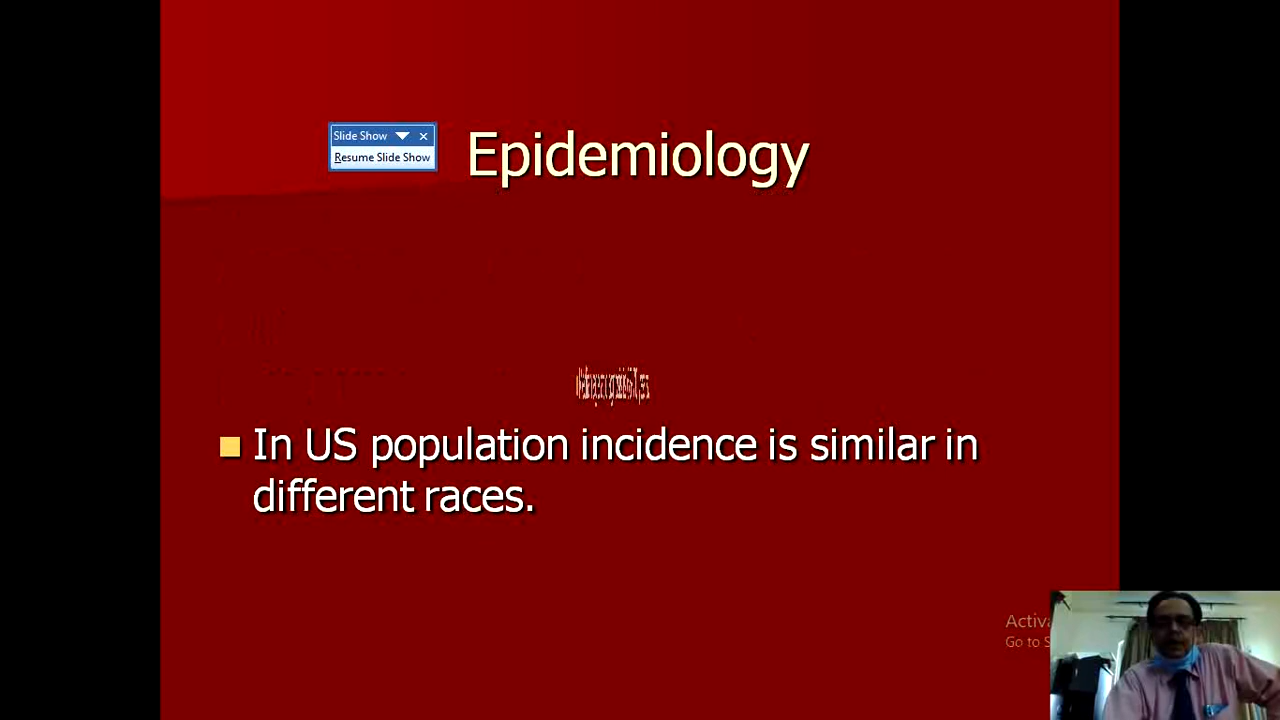 Slide Show
Resume Slide Show
Epidemiology
In US population incidence is similar in
different races.
Activa
Go to S